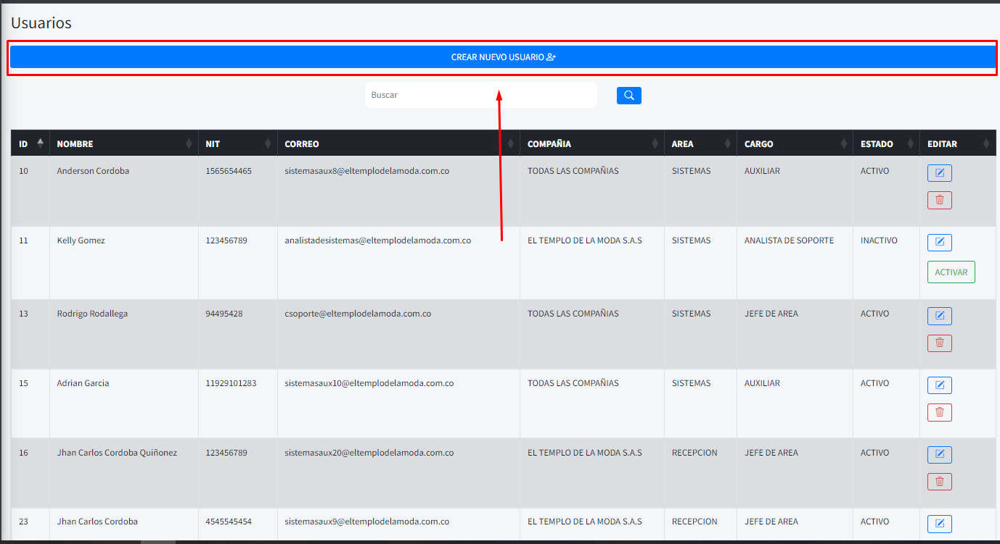 Usuarios
CREAR NUEVO USUARIO
Buscar
ID NOMBRE NIT CORREO COMPAÑIA AREA CARGO ESTADO EDITAR
10 Anderson Cordoba 1565654465 sistemasaux8@eltemplodelamoda.com.co TODAS LAS COMPAÑIAS SISTEMAS AUXILIAR ACTIVO
11 Kelly Gomez 123456789 analistadesistemas@eltemplodelamoda.com.co EL TEMPLO DE LA MODA S.A.S SISTEMAS ANALISTA DE SOPORTE INACTIVO
ACTIVAR
13 Rodrigo Rodallega 94495428 csoporte@eltemplodelamoda.com.co TODAS LAS COMPAÑIAS SISTEMAS JEFE DE AREA ACTIVO
15 Adrian Garcia 11929101283 sistemasaux10@eltemplodelamoda.com.co TODAS LAS COMPAÑIAS SISTEMAS AUXILIAR ACTIVO
16 Jhan Carlos Cordoba Quiñonez 123456789 sistemasaux20@eltemplodelamoda.com.co EL TEMPLO DE LA MODA S.A.S RECEPCION JEFE DE AREA ACTIVO
23 Jhan Carlos Cordoba 4545545454 sistemasaux9@eltemplodelamoda.com.co EL TEMPLO DE LA MODA S.A.S RECEPCION JEFE DE AREA ACTIVO